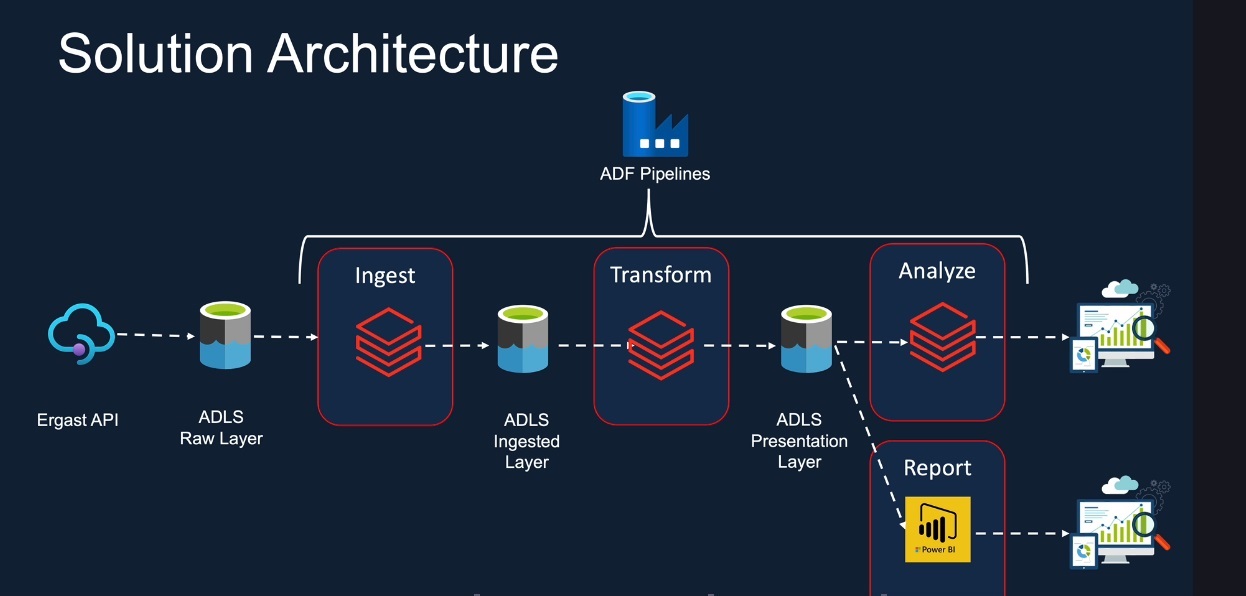 Solution Architecture
ADF Pipelines
Ingest
Transform
Analyze
Ergast API
ADLS
Raw Layer
ADLS
Ingested
Layer
ADLS
Presentation
Layer
Report
Power BI